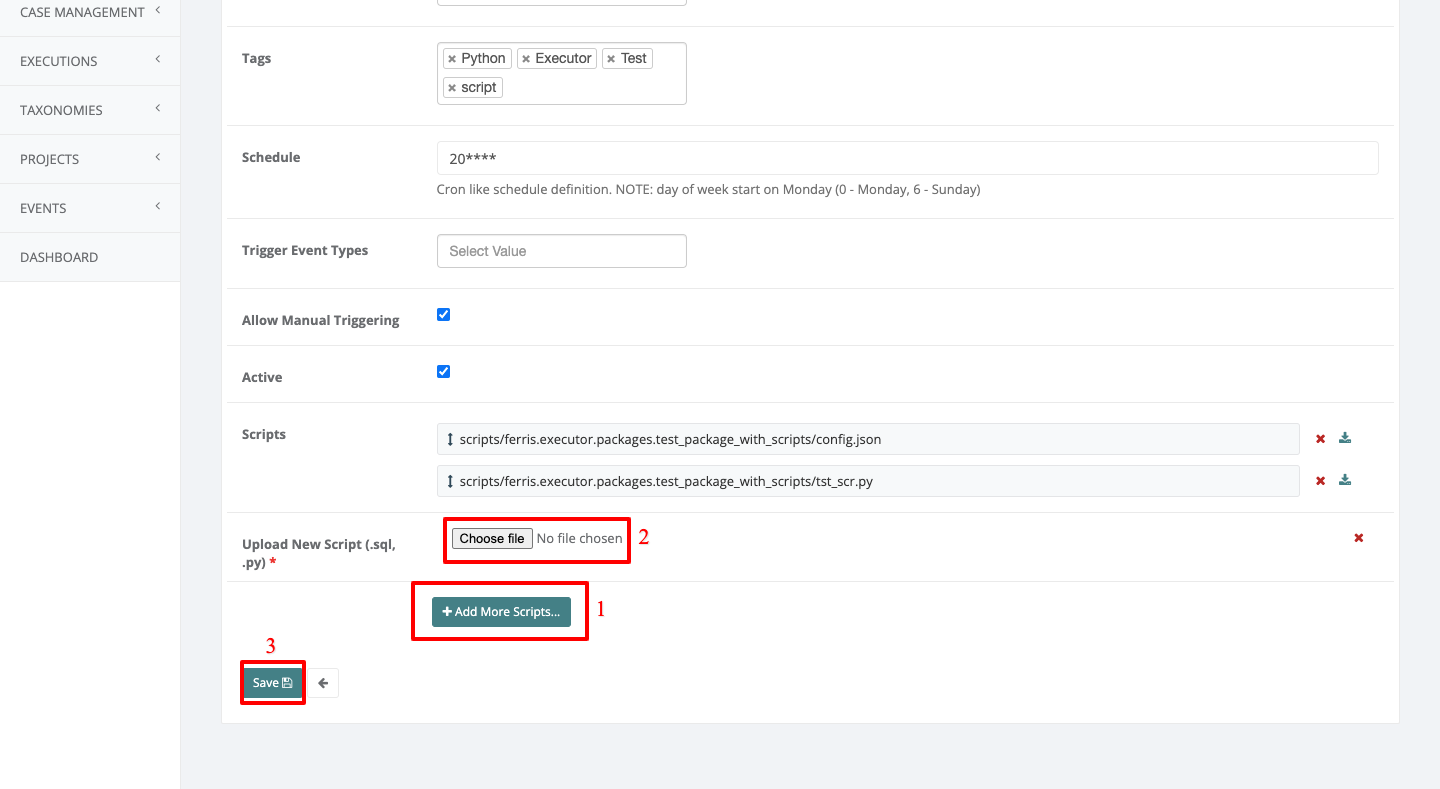 CASE MANAGEMENT
EXECUTIONS
TAXONOMIES
PROJECTS
EVENTS
DASHBOARD
Tags
× Python × Executor × Test
× script
Schedule
20****
Cron like schedule definition. NOTE: day of week start on Monday (0 - Monday, 6 - Sunday)
Trigger Event Types
Select Value
Allow Manual Triggering
Active
Scripts
scripts/ferris.executor.packages.test_package_with_scripts/config.json
scripts/ferris.executor.packages.test_package_with_scripts/tst_scr.py
Upload New Script (.sql,
.py) *
Choose file No file chosen
2
+ Add More Scripts...
1
3
Save